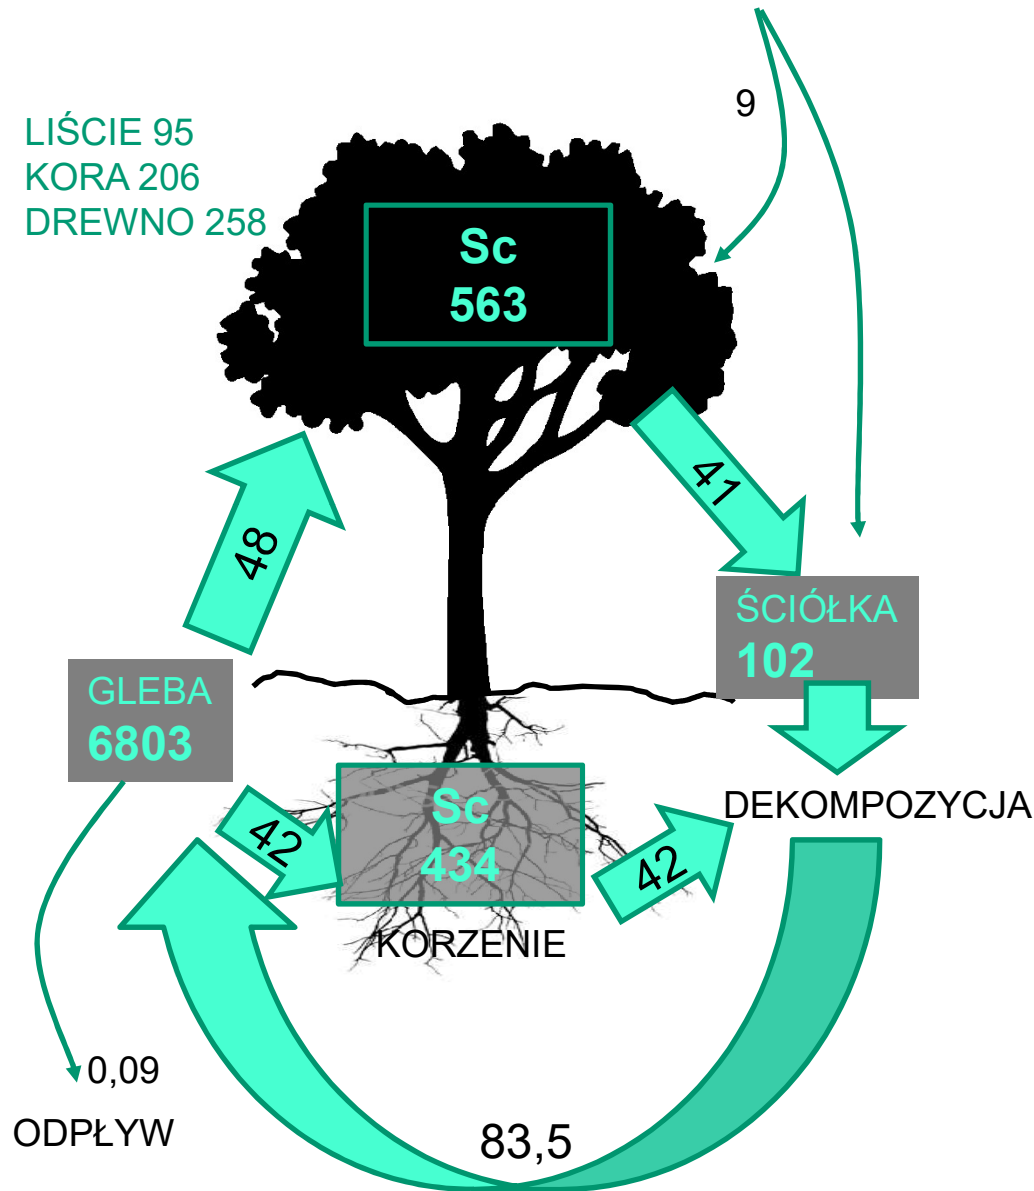 9
LIŚCIE 95
KORA 206
DREWNO 258
Sc
563
41
48
ŚCIÓŁKA
102
GLEBA
6803
Sc
434
42
42
DEKOMPOZYCJA
KORZENIE
0,09
ODPŁYW
83,5